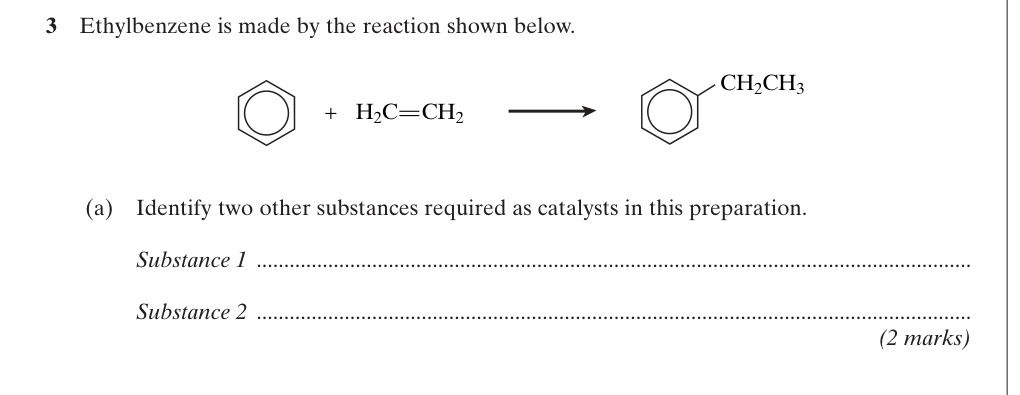 3 Ethylbenzene is made by the reaction shown below.
CH₂CH₃
+ H₂C=CH₂
(a) Identify two other substances required as catalysts in this preparation.
Substance 1 ................................................................................
Substance 2 ................................................................................
(2 marks)